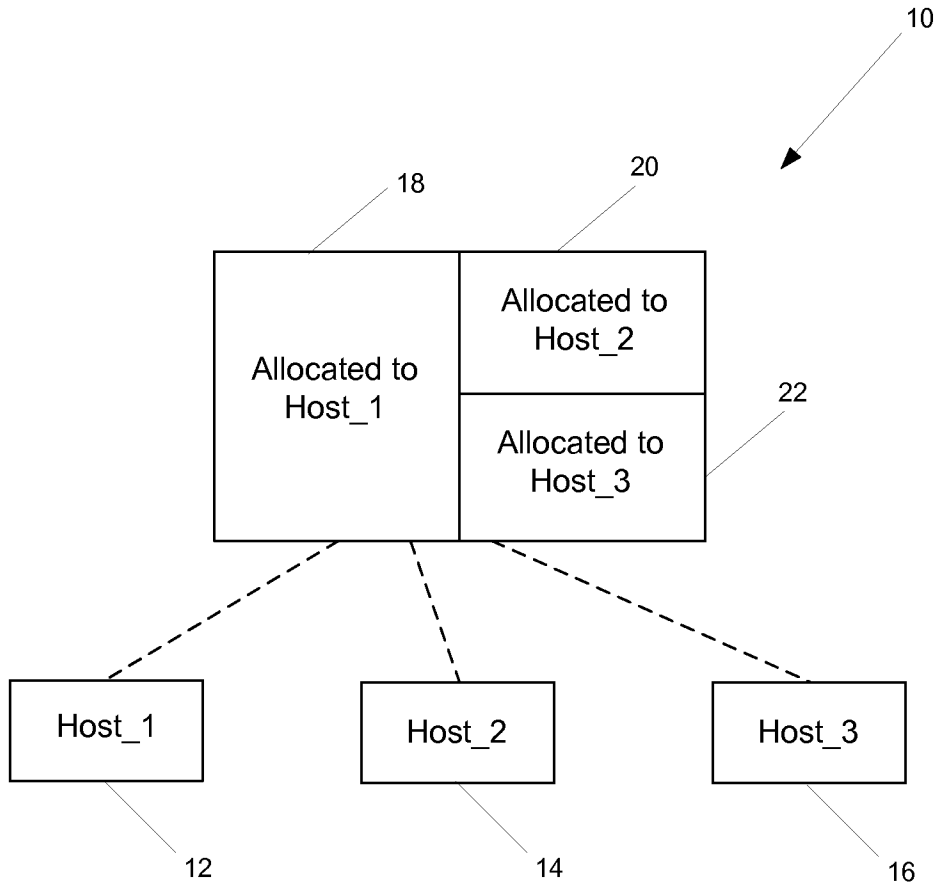 10
18
20
Allocated to
Host_1
Allocated to
Host_2
22
Allocated to
Host_3
Host_1
Host_2
Host_3
12
14
16